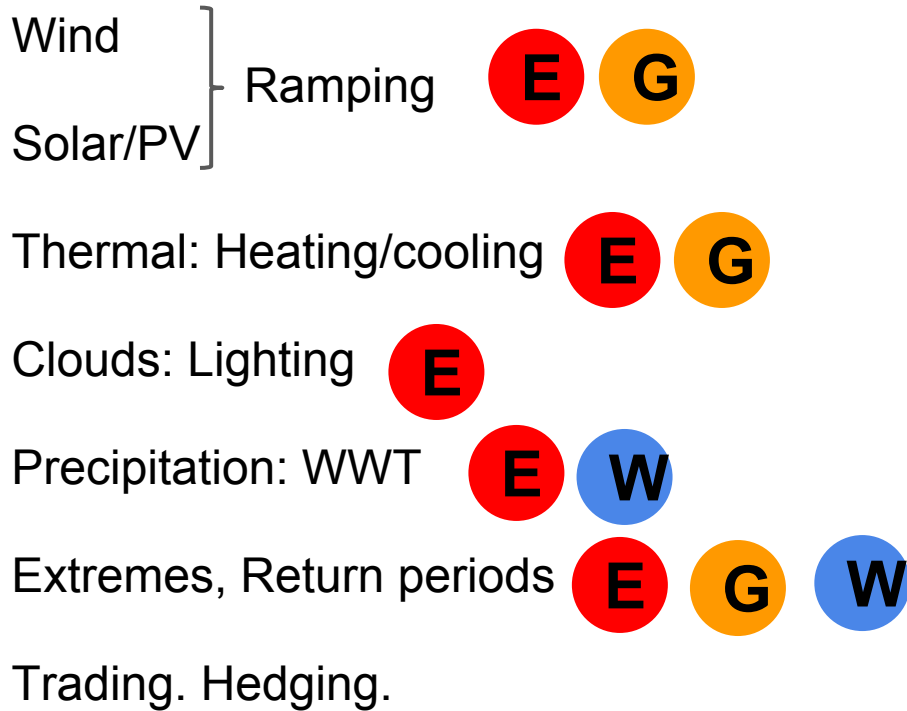 Wind
Ramping E G
Solar/PV
Thermal: Heating/cooling E G
Clouds: Lighting E
Precipitation: WWT E W
Extremes, Return periods E G W
Trading. Hedging.